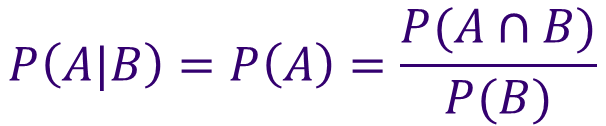 P(A|B) = P(A) = P(A ∩ B) / P(B)